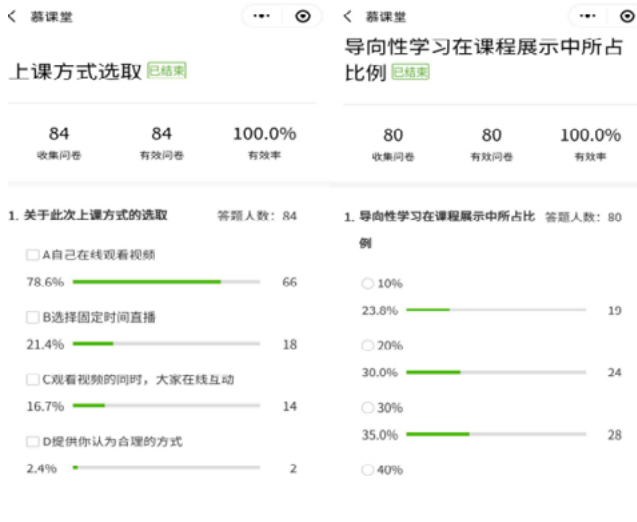 慕课堂
上课方式选取 已结束
84 84 100.0%
收集问卷 有效问卷 有效率
1. 关于此次上课方式的选取 答题人数：84
A自己在线观看视频
78.6% 66
B选择固定时间直播
21.4% 18
C观看视频的同时，大家在线互动
16.7% 14
D提供你认为合理的方式
2.4% 2
慕课堂
导向性学习在课程展示中所占
比例 已结束
80 80 100.0%
收集问卷 有效问卷 有效率
1. 导向性学习在课程展示中所占比 答题人数：80
例
10%
23.8% 19
20%
30.0% 24
30%
35.0% 28
40%